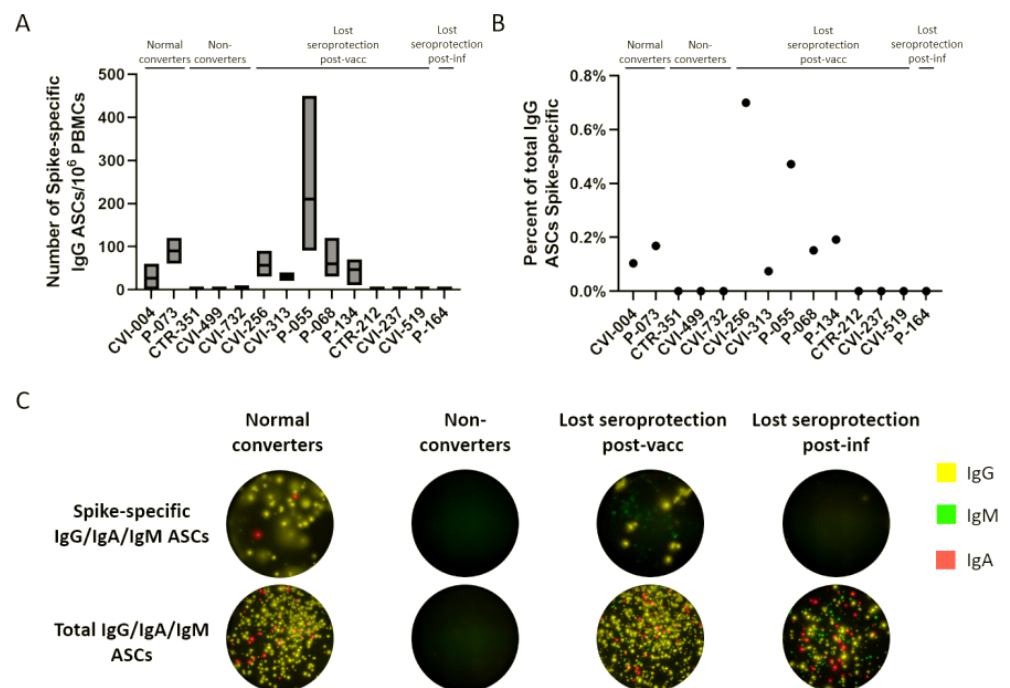 A
Normal
converters
Non-
converters
Lost
seroprotection
post-vacc
Lost
seroprotection
post-inf
Number of Spike-specific
IgG ASCs/10⁶ PBMCs
500
400
300
200
100
0
CVI-004
P-073
CTR-351
CVI-499
CVI-732
CVI-256
CVI-313
P-055
P-068
P-134
CTR-212
CVI-237
CVI-519
P-164
B
Normal
converters
Non-
converters
Lost
seroprotection
post-vacc
Lost
seroprotection
post-inf
Percent of total IgG
ASCs Spike-specific
0.8%
0.6%
0.4%
0.2%
0.0%
CVI-004
P-073
CTR-351
CVI-499
CVI-732
CVI-256
CVI-313
P-055
P-068
P-134
CTR-212
CVI-237
CVI-519
P-164
C
Normal
converters
Non-
converters
Lost seroprotection
post-vacc
Lost seroprotection
post-inf
Spike-specific
IgG/IgA/IgM ASCs
Total IgG/IgA/IgM
ASCs
IgG
IgM
IgA